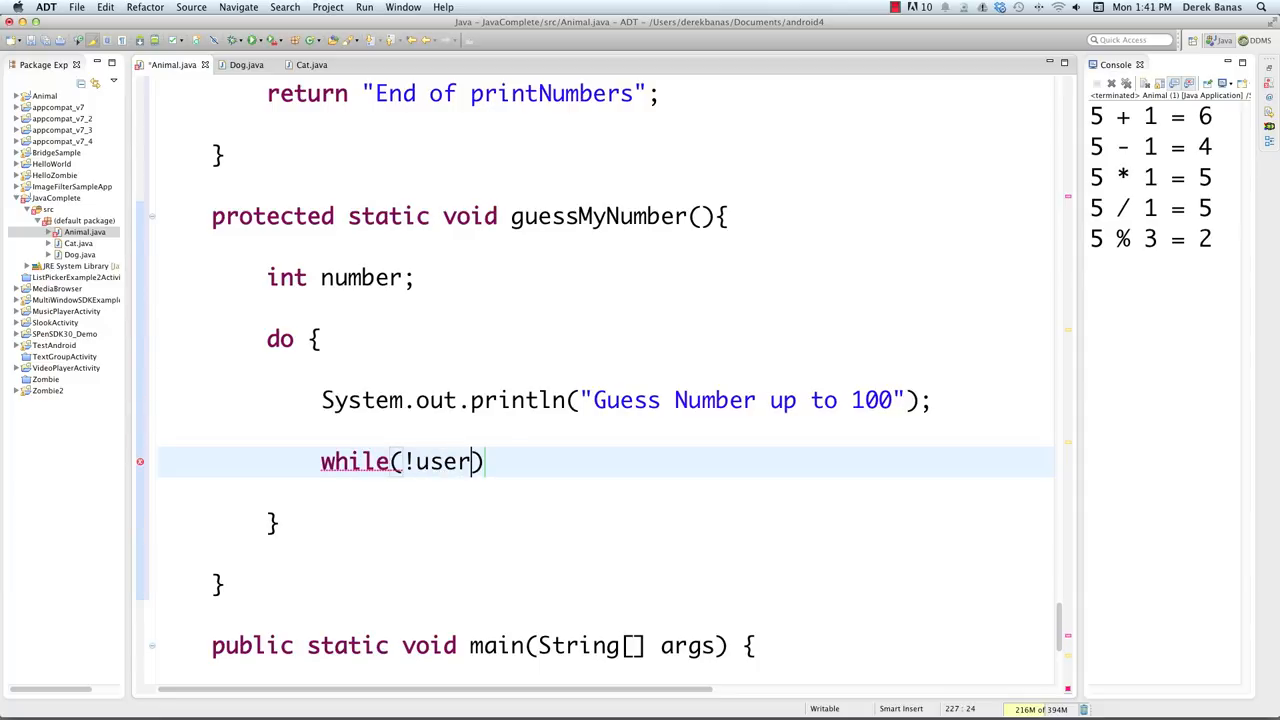 ADT File Edit Refactor Source Navigate Search Project Run Window Help 10 Mon 1:41 PM Derek Banas
Java – JavaComplete/src/Animal.java – ADT – /Users/derekbanas/Documents/android4
Quick Access Java DDMS
Package Exp
*Animal.java Dog.java Cat.java
Console
<terminated> Animal (1) [Java Application] /S
Animal
appcompat_v7
appcompat_v7_2
appcompat_v7_3
appcompat_v7_4
BridgeSample
HelloWorld
HelloZombie
ImageFilterSampleApp
JavaComplete
src
(default package)
Animal.java
Cat.java
Dog.java
JRE System Library [Ja
ListPickerExample2Activi
MediaBrowser
MultiWindowSDKExample
MusicPlayerActivity
SlookActivity
SPenSDK30_Demo
TestAndroid
TextGroupActivity
VideoPlayerActivity
Zombie
Zombie2
return "End of printNumbers";
}
protected static void guessMyNumber(){
int number;
do {
System.out.println("Guess Number up to 100");
while(!user)
}
}
public static void main(String[] args) {
5 + 1 = 6
5 - 1 = 4
5 * 1 = 5
5 / 1 = 5
5 % 3 = 2
Writable Smart Insert 227 : 24 216M of 394M